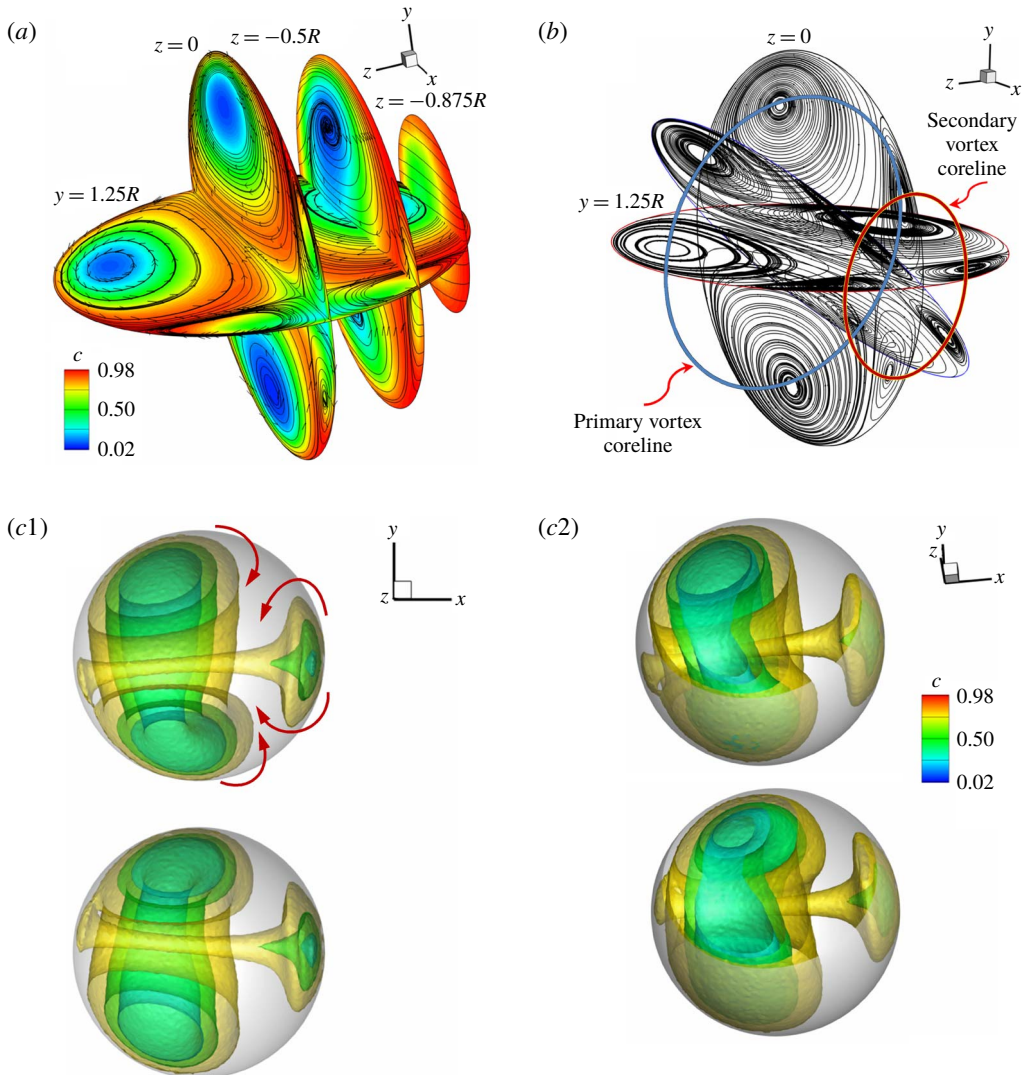 (a)
z = 0
z = −0.5R
y
z
x
z = −0.875R
y = 1.25R
c
0.98
0.50
0.02
(b)
z = 0
y
z
x
Secondary
vortex
coreline
y = 1.25R
Primary vortex
coreline
(c1)
y
z
x
(c2)
y
z
x
c
0.98
0.50
0.02